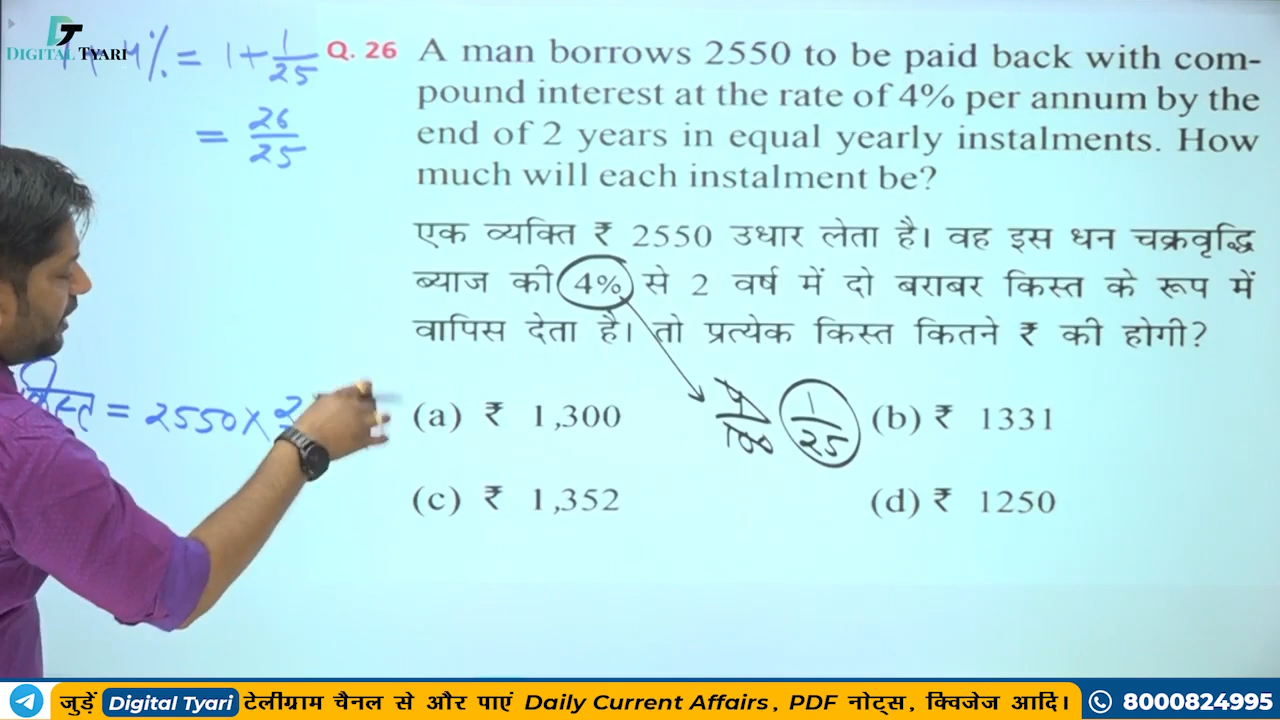 DIGITAL TYARI
% = 1 + 1/25
= 26/25
Q. 26 A man borrows 2550 to be paid back with com-
pound interest at the rate of 4% per annum by the
end of 2 years in equal yearly instalments. How
much will each instalment be?
एक व्यक्ति ₹ 2550 उधार लेता है। वह इस धन चक्रवृद्धि
ब्याज की 4% से 2 वर्ष में दो बराबर किस्त के रूप में
वापिस देता है। तो प्रत्येक किस्त कितने ₹ की होगी?
4/100 1/25
किस्त = 2550 ×
(a) ₹ 1,300 (b) ₹ 1331
(c) ₹ 1,352 (d) ₹ 1250
जुड़ें Digital Tyari टेलीग्राम चैनल से और पाएं Daily Current Affairs, PDF नोट्स, क्विजेज आदि। 8000824995